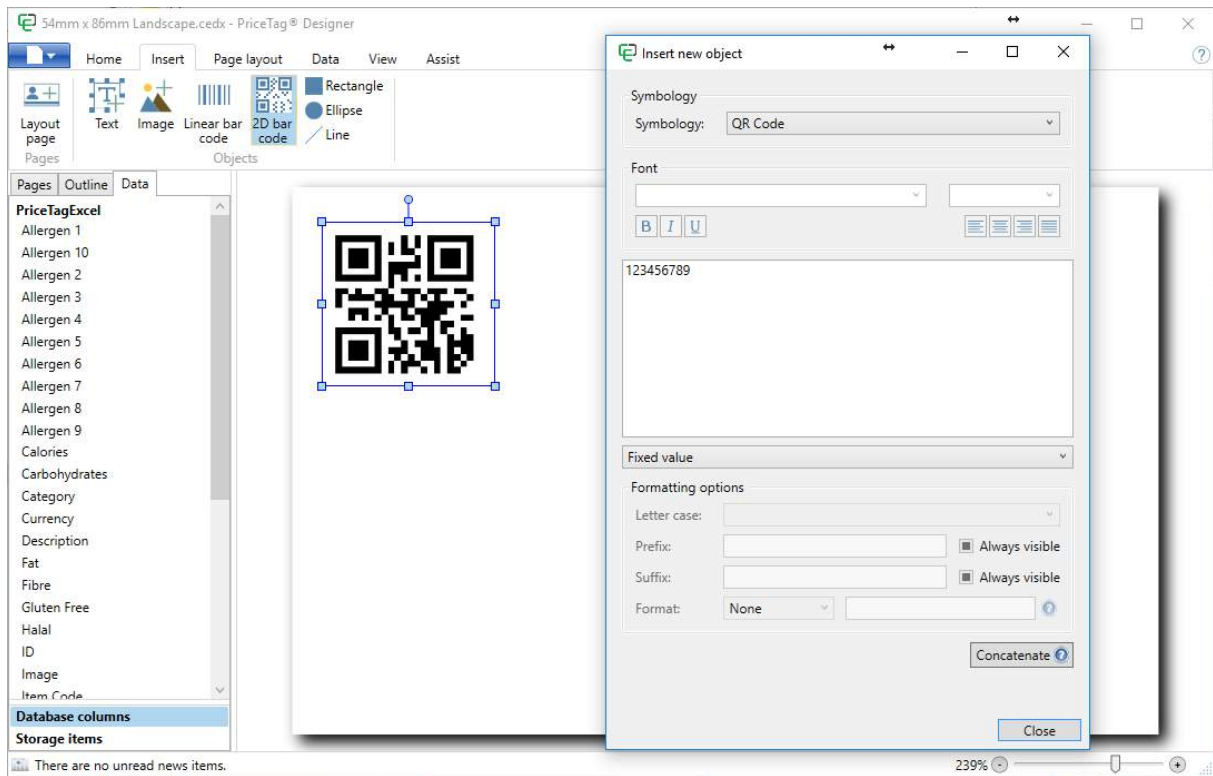 54mm x 86mm Landscape.cedx - PriceTag® Designer
Home Insert Page layout Data View Assist
Layout page
Text
Image
Linear bar code
2D bar code
Rectangle
Ellipse
Line
Pages
Objects
Pages Outline Data
PriceTagExcel
Allergen 1
Allergen 10
Allergen 2
Allergen 3
Allergen 4
Allergen 5
Allergen 6
Allergen 7
Allergen 8
Allergen 9
Calories
Carbohydrates
Category
Currency
Description
Fat
Fibre
Gluten Free
Halal
ID
Image
Item Code
Database columns
Storage items
There are no unread news items.
239%
Insert new object
Symbology
Symbology: QR Code
Font
B I U
123456789
Fixed value
Formatting options
Letter case:
Prefix: Always visible
Suffix: Always visible
Format: None
Concatenate ?
Close